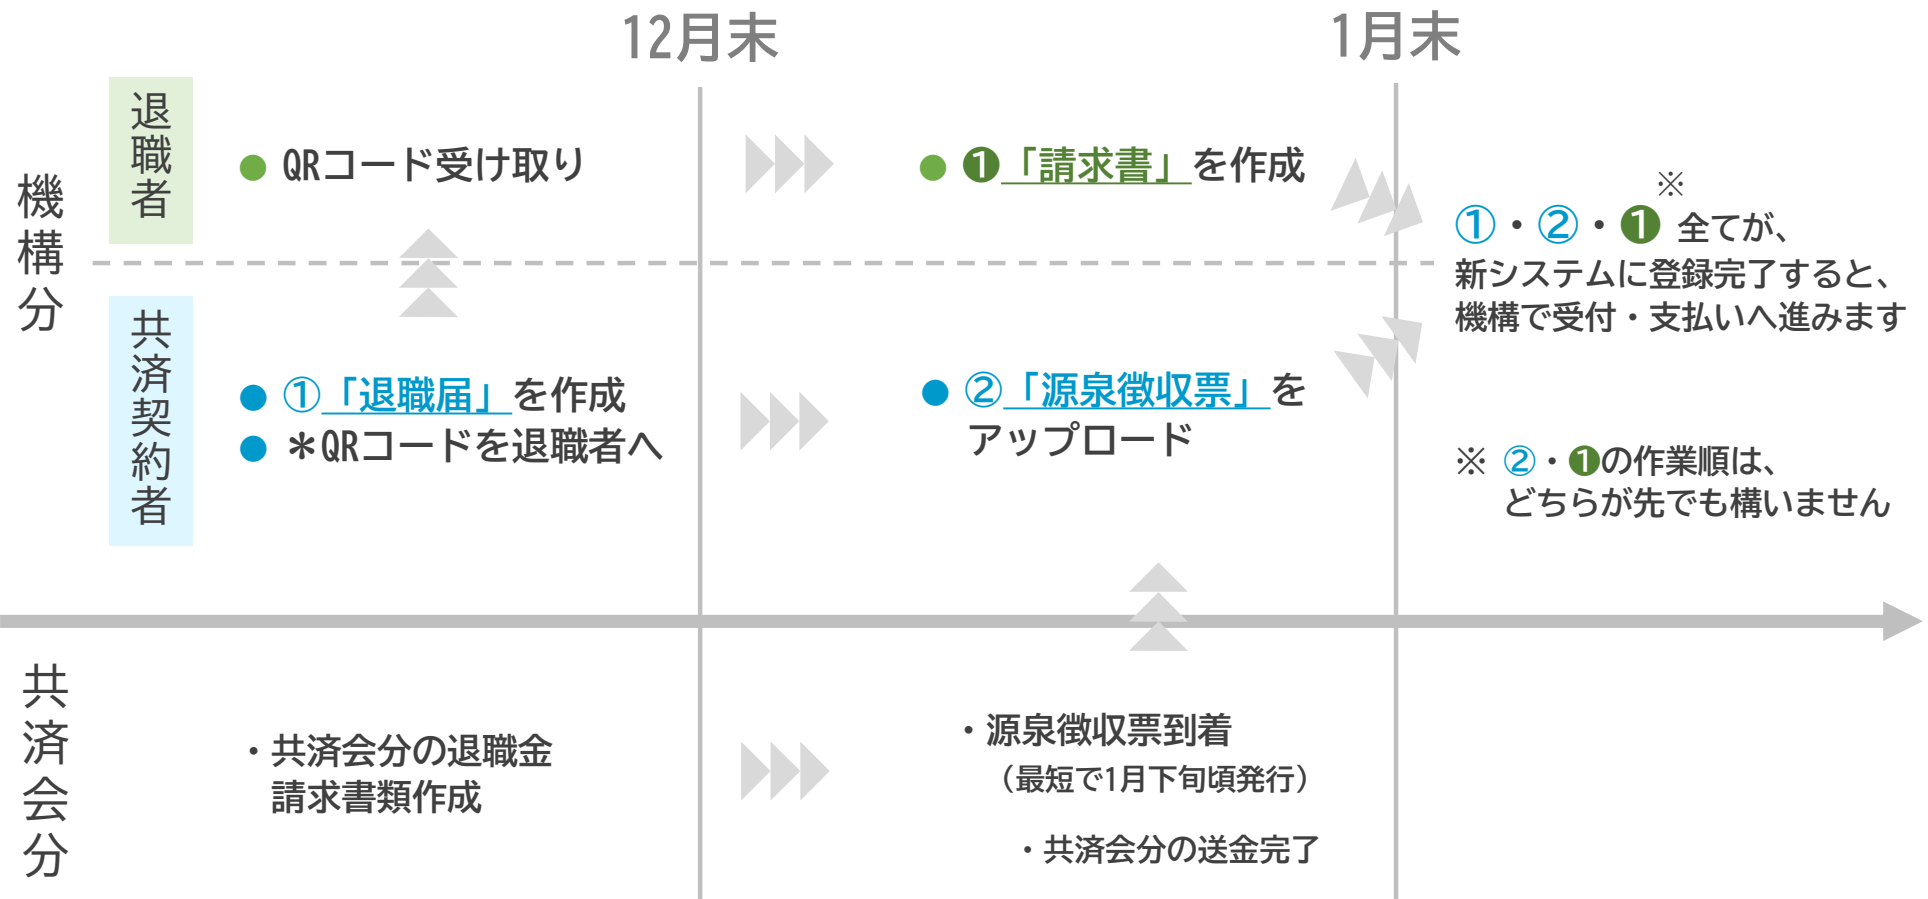 12月末
1月末
機構分
退職者
● QRコード受け取り
● ❶「請求書」を作成
共済契約者
● ①「退職届」を作成
● ＊QRコードを退職者へ
● ②「源泉徴収票」を
アップロード
※
①・②・❶ 全てが、
新システムに登録完了すると、
機構で受付・支払いへ進みます
※ ②・❶の作業順は、
どちらが先でも構いません
共済会分
・共済会分の退職金
請求書類作成
・源泉徴収票到着
（最短で1月下旬頃発行）
・共済会分の送金完了